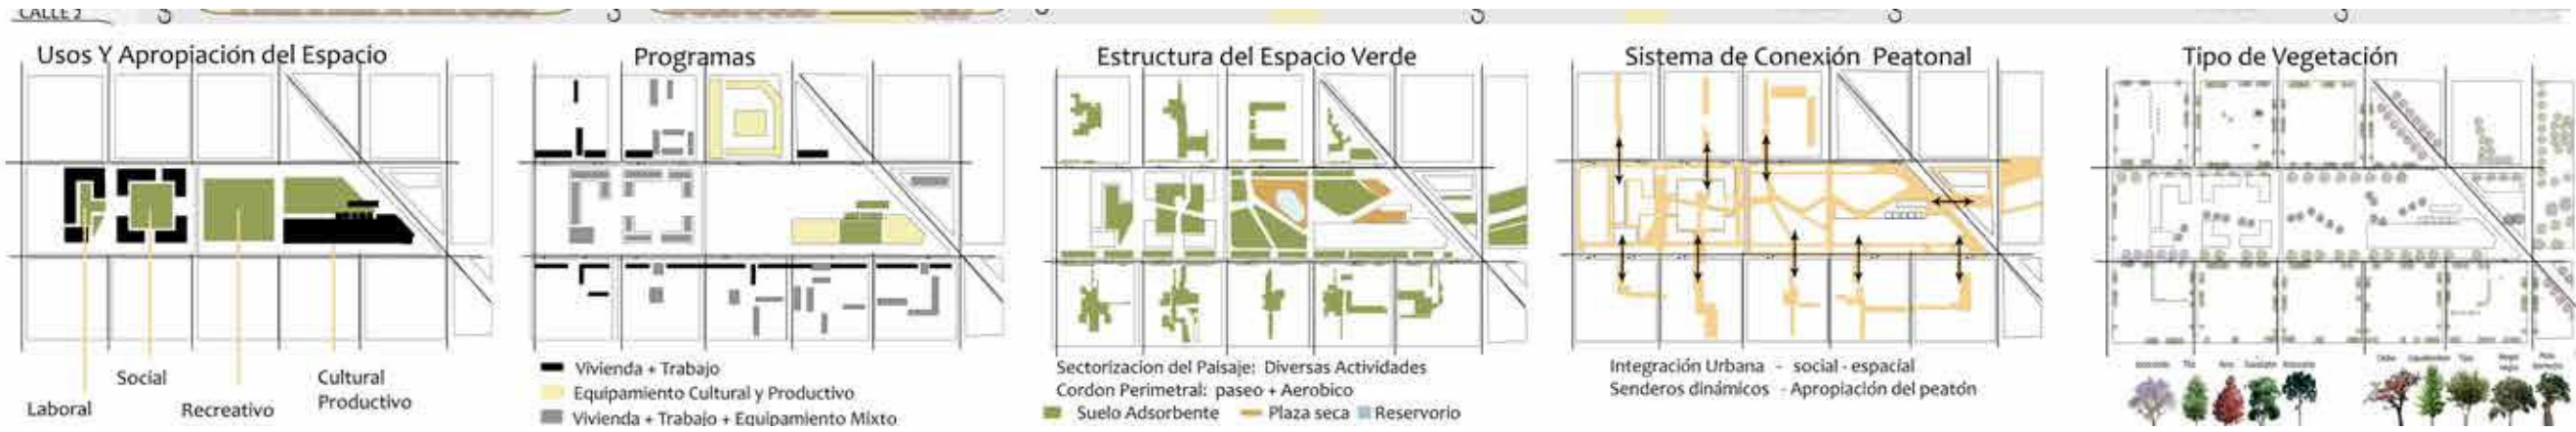 CALLE 2
Usos Y Apropiación del Espacio
Programas
Estructura del Espacio Verde
Sistema de Conexión Peatonal
Tipo de Vegetación
Laboral
Social
Recreativo
Cultural
Productivo
Vivienda + Trabajo
Equipamiento Cultural y Productivo
Vivienda + Trabajo + Equipamiento Mixto
Sectorizacion del Paisaje: Diversas Actividades
Cordon Perimetral: paseo + Aerobico
Suelo Adsorbente Plaza seca Reservorio
Integración Urbana - social - espacial
Senderos dinámicos - Apropiación del peatón